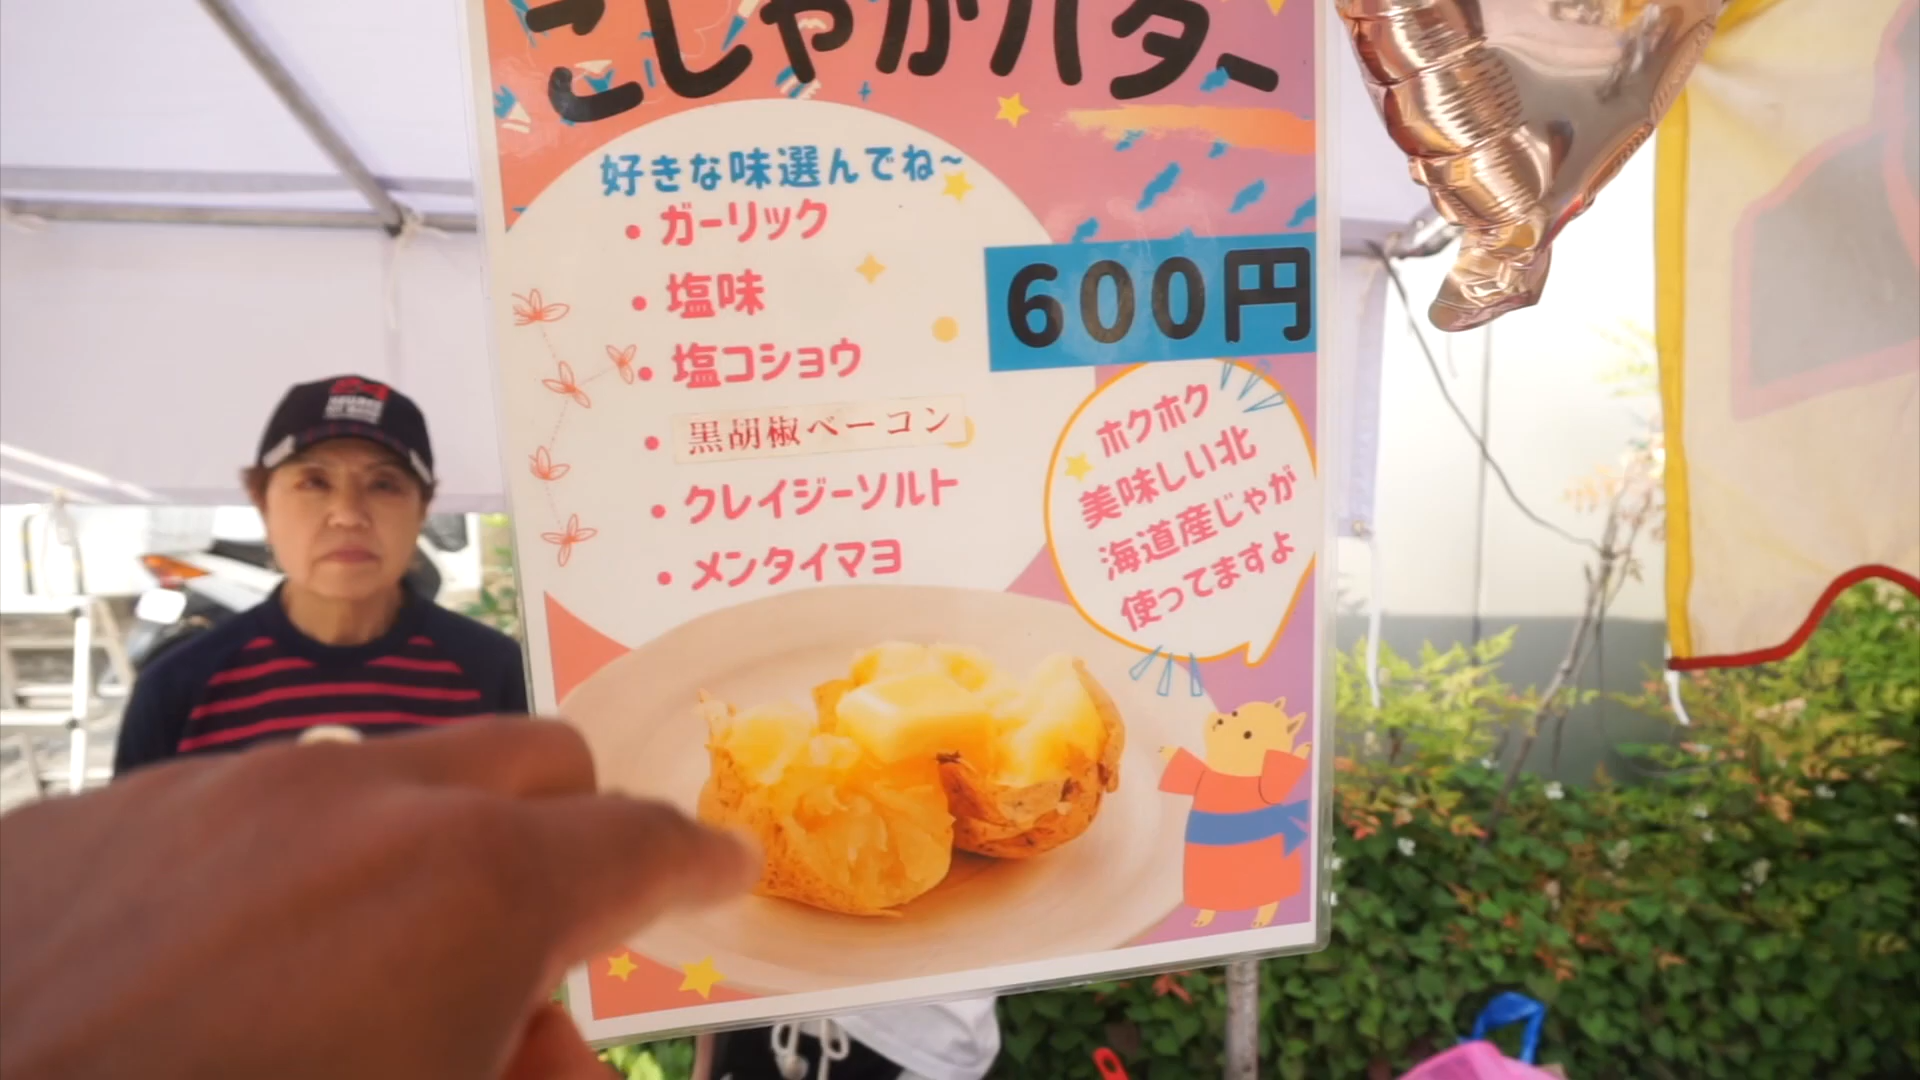 こじゃがバター
好きな味選んでね~
・ガーリック
・塩味
・塩コショウ
・黒胡椒ベーコン
・クレイジーソルト
・メンタイマヨ
600円
ホクホク
美味しい北
海道産じゃが
使ってますよ